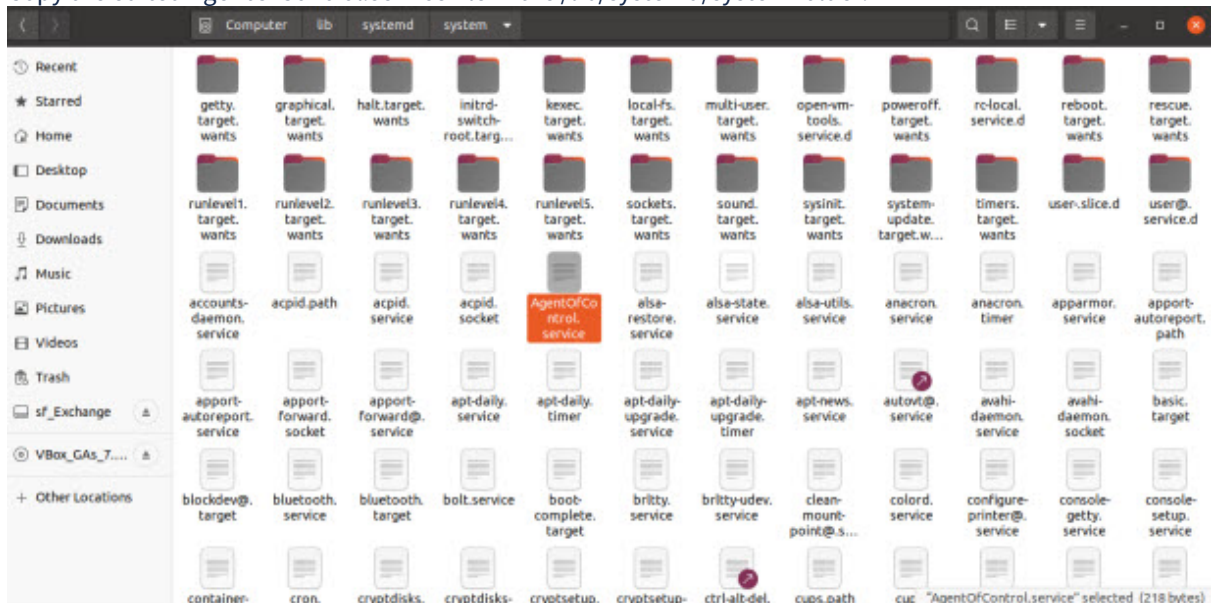 Computer lib systemd system
Recent
Starred
Home
Desktop
Documents
Downloads
Music
Pictures
Videos
Trash
sf_Exchange
VBox_GAs_7....
+ Other Locations
getty.
target.
wants
graphical.
target.
wants
halt.target.
wants
initrd-
switch-
root.targ...
kexec.
target.
wants
local-fs.
target.
wants
multi-user.
target.
wants
open-vm-
tools.
service.d
poweroff.
target.
wants
rc-local.
service.d
reboot.
target.
wants
rescue.
target.
wants
runlevel1.
target.
wants
runlevel2.
target.
wants
runlevel3.
target.
wants
runlevel4.
target.
wants
runlevel5.
target.
wants
sockets.
target.
wants
sound.
target.
wants
sysinit.
target.
wants
system-
update.
target.w...
timers.
target.
wants
user-.slice.d
user@.
service.d
accounts-
daemon.
service
acpid.path
acpid.
service
acpid.
socket
AgentOfCo
ntrol.
service
alsa-
restore.
service
alsa-state.
service
alsa-utils.
service
anacron.
service
anacron.
timer
apparmor.
service
apport-
autoreport.
path
apport-
autoreport.
service
apport-
forward.
socket
apport-
forward@.
service
apt-daily.
service
apt-daily.
timer
apt-daily-
upgrade.
service
apt-daily-
upgrade.
timer
apt-news.
service
autovt@.
service
avahi-
daemon.
service
avahi-
daemon.
socket
basic.
target
blockdev@.
target
bluetooth.
service
bluetooth.
target
bolt.service
boot-
complete.
target
brltty.
service
brltty-udev.
service
clean-
mount-
point@.s...
colord.
service
configure-
printer@.
service
console-
getty.
service
console-
setup.
service
container-
cron.
cryptdisks.
cryptdisks-
cryptsetup.
cryptsetup-
ctrl-alt-del.
cups.path
"AgentOfControl.service" selected (218 bytes)